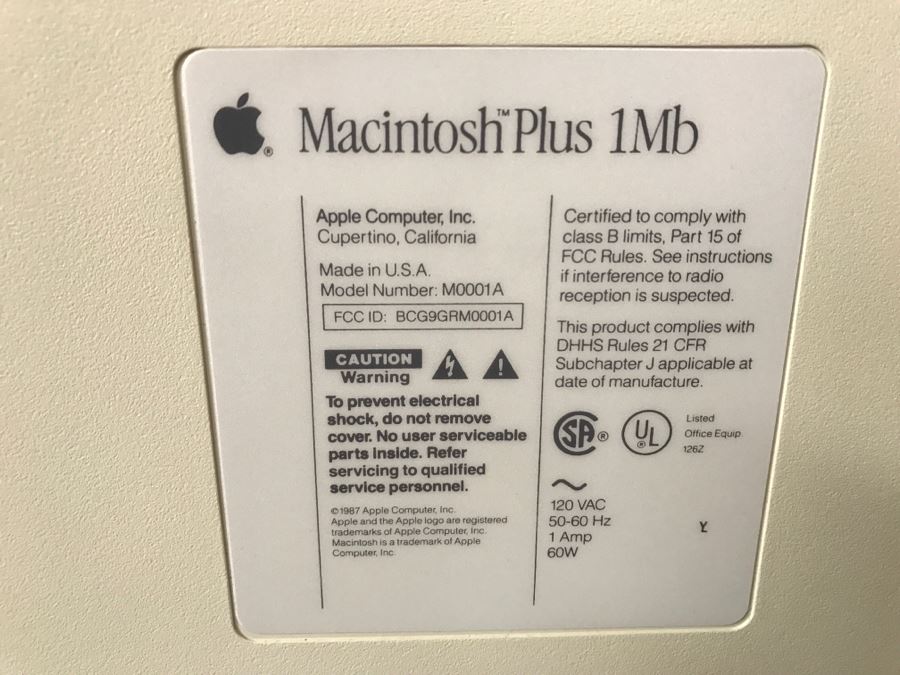 Macintosh™ Plus 1Mb
Apple Computer, Inc.
Cupertino, California
Made in U.S.A.
Model Number: M0001A
FCC ID: BCG9GRM0001A
CAUTION
Warning
To prevent electrical
shock, do not remove
cover. No user serviceable
parts inside. Refer
servicing to qualified
service personnel.
©1987 Apple Computer, Inc.
Apple and the Apple logo are registered
trademarks of Apple Computer, Inc.
Macintosh is a trademark of Apple
Computer, Inc.
Certified to comply with
class B limits, Part 15 of
FCC Rules. See instructions
if interference to radio
reception is suspected.
This product complies with
DHHS Rules 21 CFR
Subchapter J applicable at
date of manufacture.
SA® UL®
Listed
Office Equip.
126Z
120 VAC
50-60 Hz
1 Amp
60W
Y